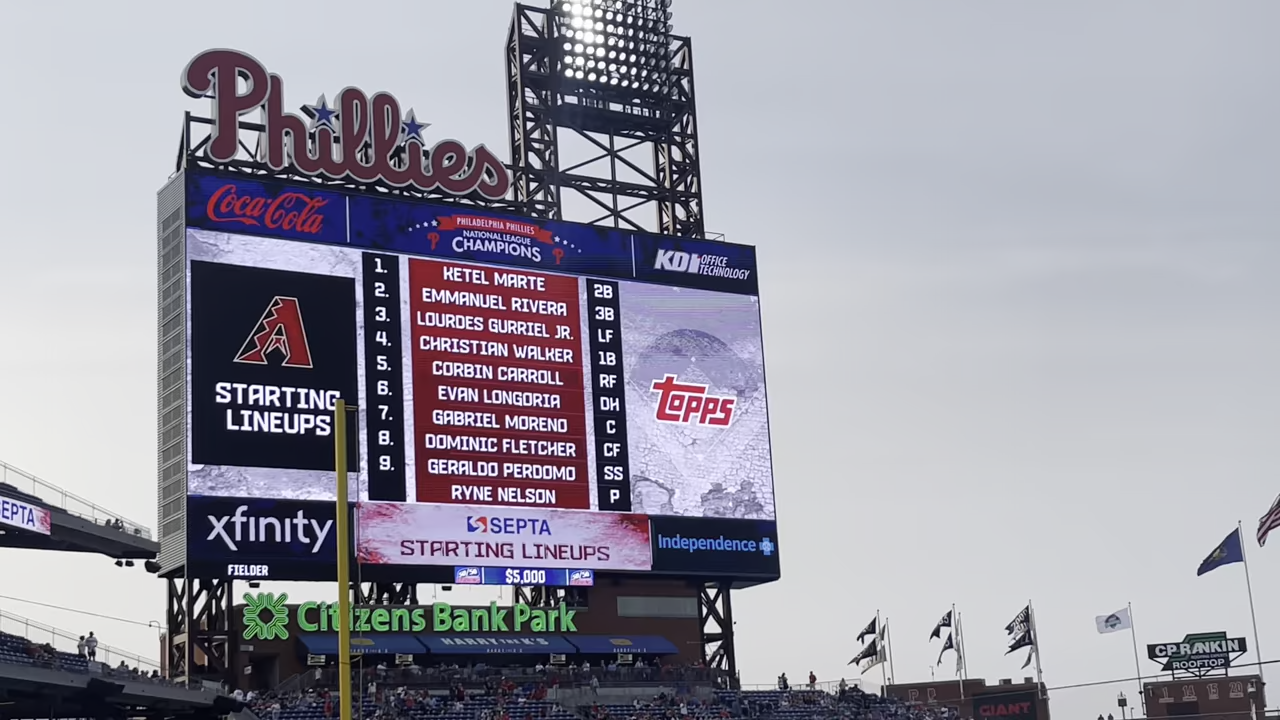 Phillies
Coca-Cola
PHILADELPHIA PHILLIES
NATIONAL LEAGUE
CHAMPIONS
KDI OFFICE
TECHNOLOGY
STARTING
LINEUPS
1. KETEL MARTE 2B
2. EMMANUEL RIVERA 3B
3. LOURDES GURRIEL JR. LF
4. CHRISTIAN WALKER 1B
5. CORBIN CARROLL RF
6. EVAN LONGORIA DH
7. GABRIEL MORENO C
8. DOMINIC FLETCHER CF
9. GERALDO PERDOMO SS
RYNE NELSON P
topps
xfinity
SEPTA
STARTING LINEUPS
Independence
FIELDER
$5,000
Citizens Bank Park
HARRY THE K'S
SEPTA
CP RANKIN
ROOFTOP
GIANT